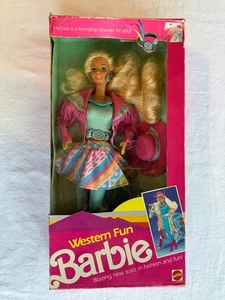 Her belt is a friendship bracelet for you!
Western Fun
Barbie
Blazing new trails in fashion and fun!
MATTEL